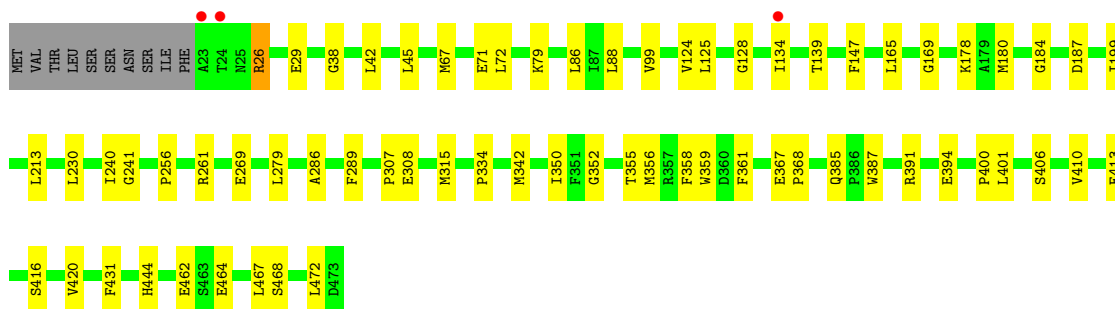 MET VAL THR LEU SER SER ASN SER ILE PHE A23 T24 N25 R26 E29 G38 L42 L45 M67 E71 L72 K79 L86 I87 L88 V99 V124 L125 G128 I134 T139 F147 L165 G169 K178 A179 M180 G184 D187
L213 L230 I240 G241 P256 R261 E269 L279 A286 F289 P307 E308 M315 P334 M342 I350 F351 G352 T355 M356 R357 F358 W359 D360 F361 E367 P368 Q385 P386 W387 R391 E394 P400 L401 S406 V410
S416 V420 F431 H444 E462 S463 E464 L467 S468 L472 D473